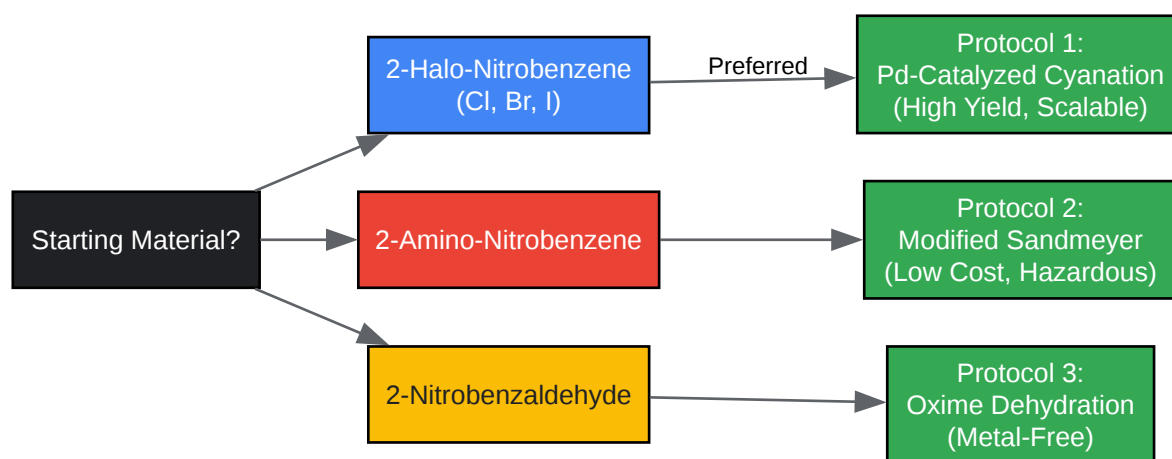 2-Halo-Nitrobenzene
(Cl, Br, I)
Preferred
Protocol 1:
Pd-Catalyzed Cyanation
(High Yield, Scalable)
Starting Material?
2-Amino-Nitrobenzene
Protocol 2:
Modified Sandmeyer
(Low Cost, Hazardous)
2-Nitrobenzaldehyde
Protocol 3:
Oxime Dehydration
(Metal-Free)